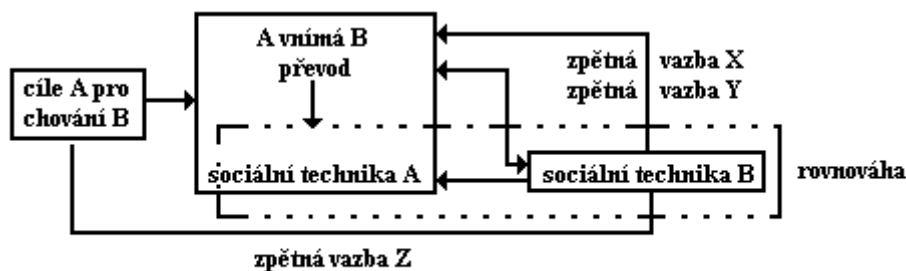 A vnímá B
převod
cíle A pro
chování B
zpětná vazba X
zpětná vazba Y
sociální technika A
sociální technika B
rovnováha
zpětná vazba Z